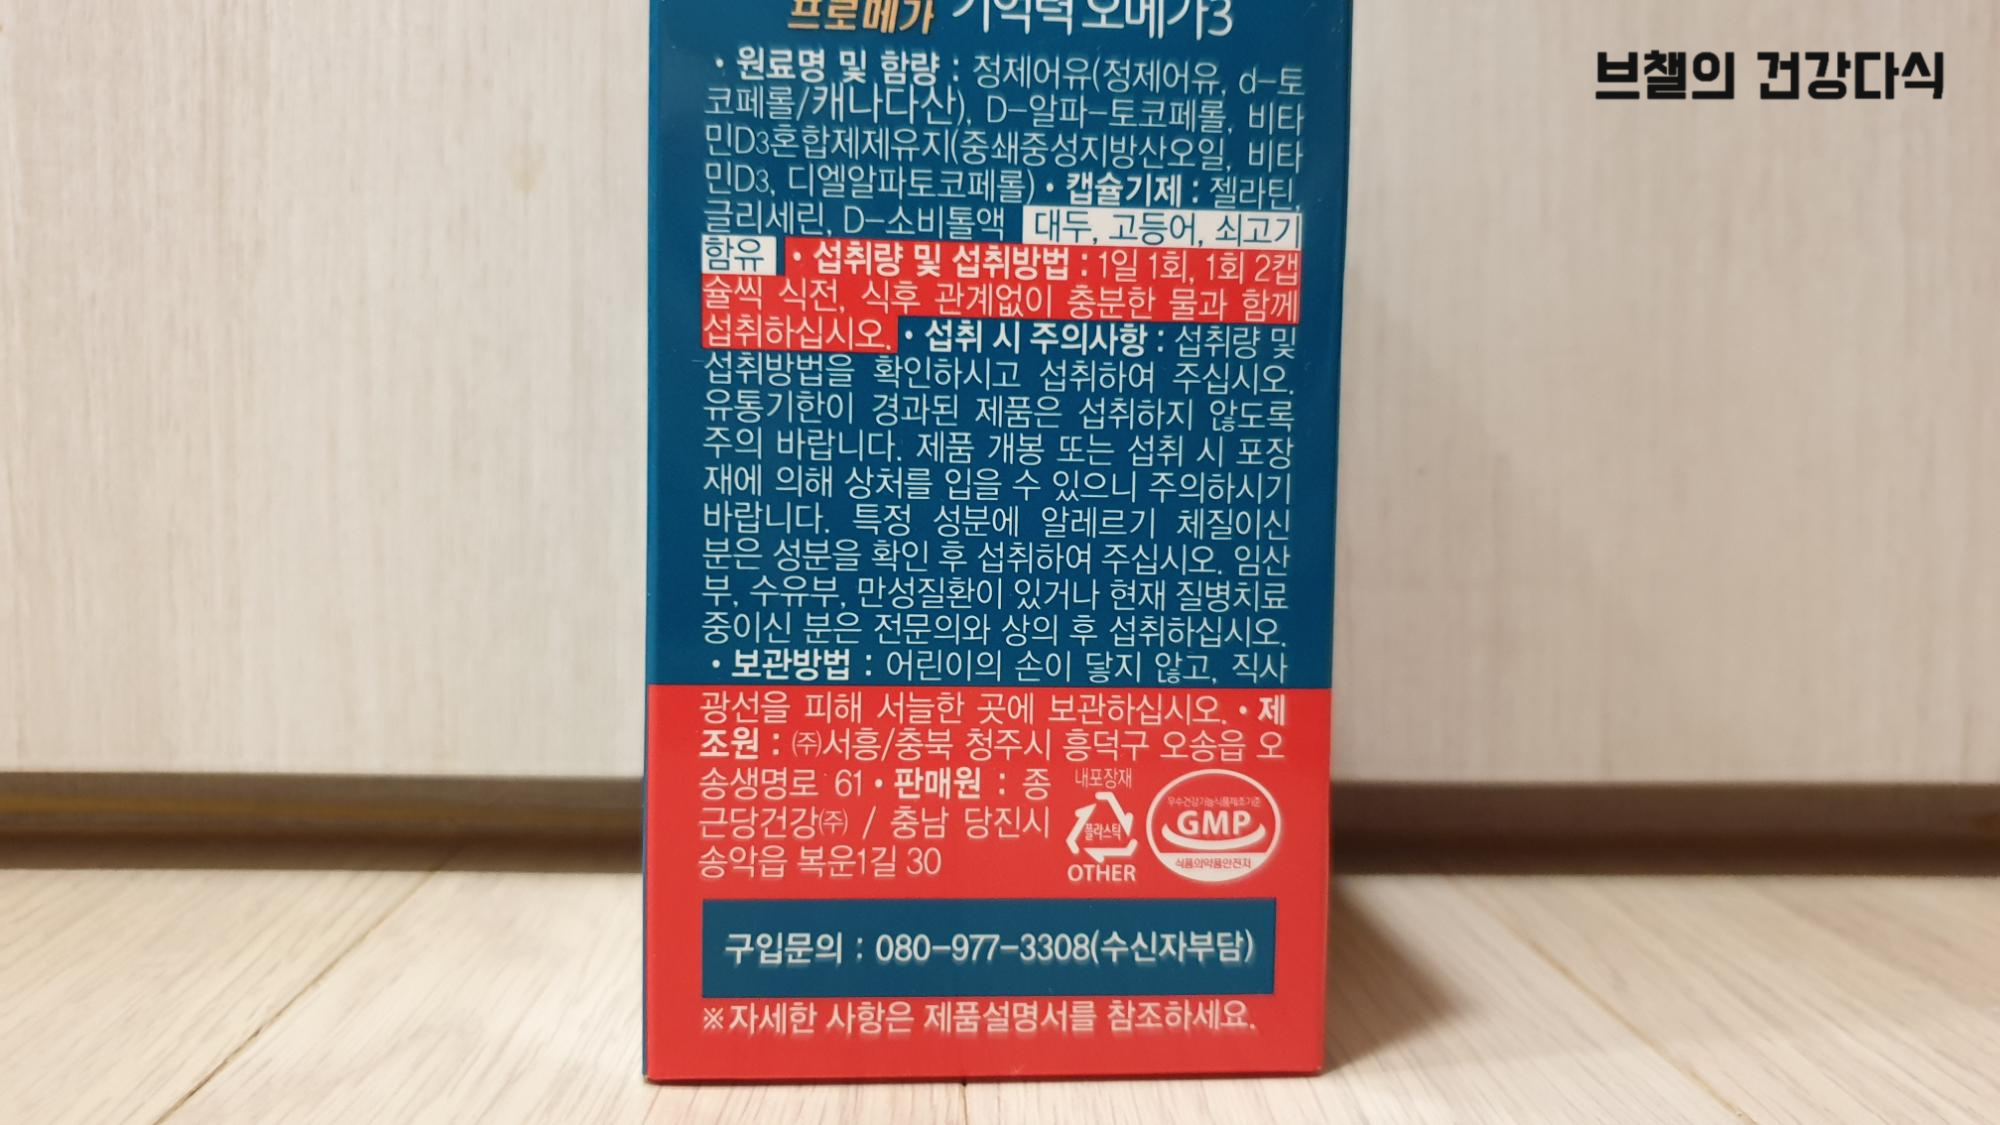 프로메가 기억력 오메가3
브챌의 건강다식
• 원료명 및 함량 : 정제어유(정제어유, d-토
코페롤/캐나다산), D-알파-토코페롤, 비타
민D3혼합제제유지(중쇄중성지방산오일, 비타
민D3, 디엘알파토코페롤) • 캡슐기제 : 젤라틴,
글리세린, D-소비톨액 대두, 고등어, 쇠고기
함유 • 섭취량 및 섭취방법 : 1일 1회, 1회 2캡
슐씩 식전, 식후 관계없이 충분한 물과 함께
섭취하십시오. • 섭취 시 주의사항 : 섭취량 및
섭취방법을 확인하시고 섭취하여 주십시오.
유통기한이 경과된 제품은 섭취하지 않도록
주의 바랍니다. 제품 개봉 또는 섭취 시 포장
재에 의해 상처를 입을 수 있으니 주의하시기
바랍니다. 특정 성분에 알레르기 체질이신
분은 성분을 확인 후 섭취하여 주십시오. 임산
부, 수유부, 만성질환이 있거나 현재 질병치료
중이신 분은 전문의와 상의 후 섭취하십시오.
• 보관방법 : 어린이의 손이 닿지 않고, 직사
광선을 피해 서늘한 곳에 보관하십시오. • 제
조원 : ㈜서흥/충북 청주시 흥덕구 오송읍 오
송생명로 61 • 판매원 : 종
근당건강㈜ / 충남 당진시
송악읍 복운1길 30
내포장재
플라스틱
OTHER
우수건강기능식품제조기준
GMP
식품의약품안전처
구입문의 : 080-977-3308(수신자부담)
※자세한 사항은 제품설명서를 참조하세요.